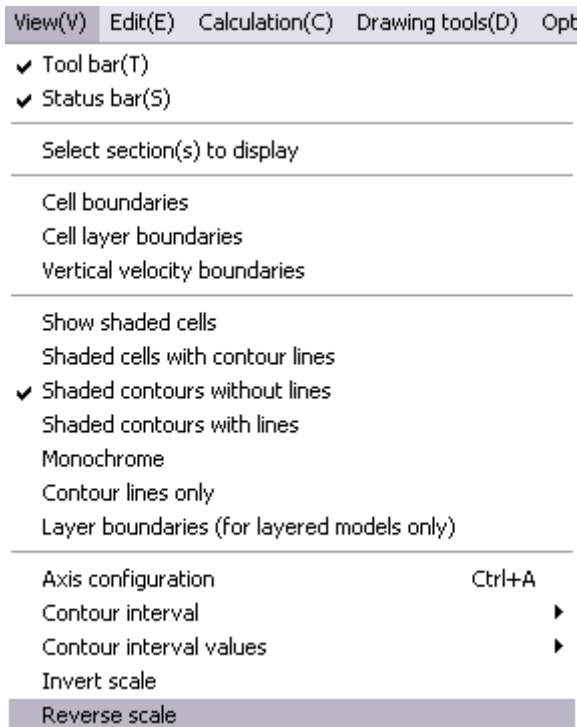 View(V) Edit(E) Calculation(C) Drawing tools(D) Opt
Tool bar(T)
Status bar(S)
Select section(s) to display
Cell boundaries
Cell layer boundaries
Vertical velocity boundaries
Show shaded cells
Shaded cells with contour lines
Shaded contours without lines
Shaded contours with lines
Monochrome
Contour lines only
Layer boundaries (for layered models only)
Axis configuration Ctrl+A
Contour interval
Contour interval values
Invert scale
Reverse scale